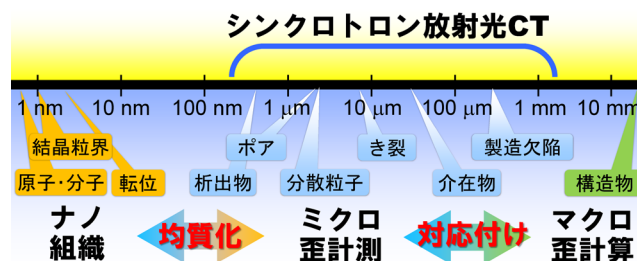 シンクロトロン放射光CT
1 nm 10 nm 100 nm 1 μm 10 μm 100 μm 1 mm 10 mm
結晶粒界 ポア き裂 製造欠陥
原子・分子 転位 析出物 分散粒子 介在物 構造物
ナノ組織 均質化 ミクロ歪計測 対応付け マクロ歪計算